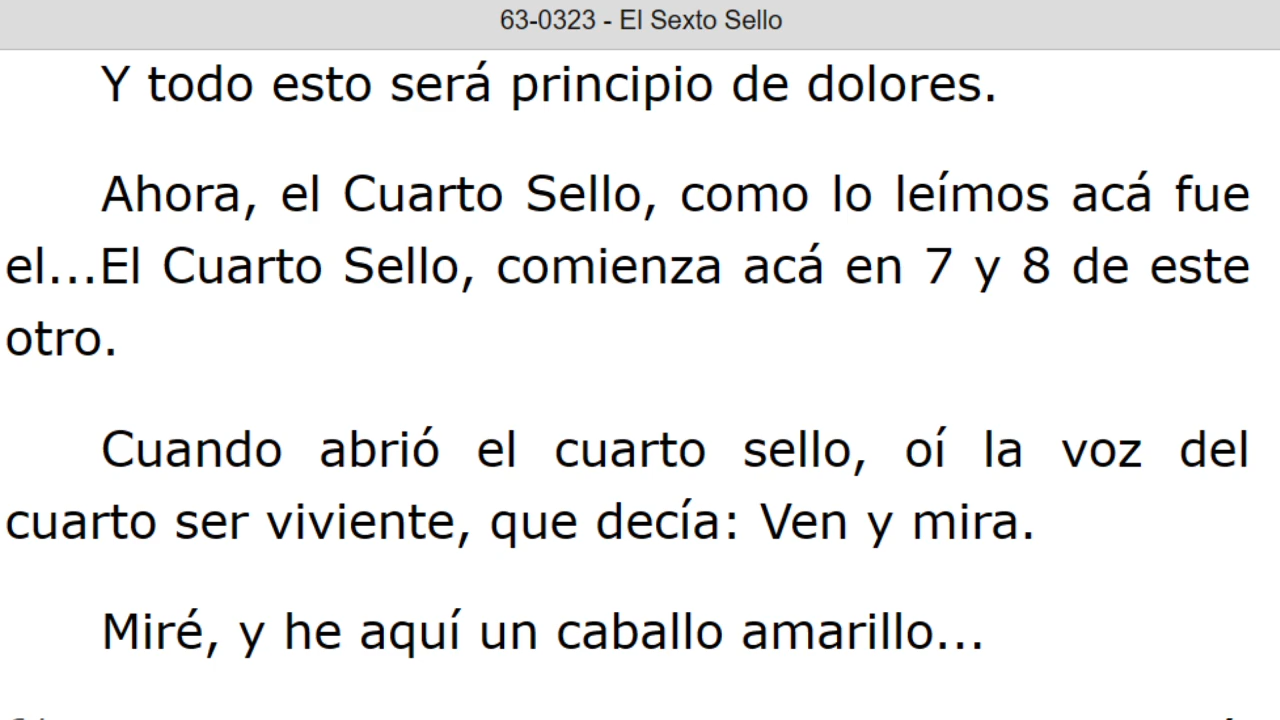 63-0323 - El Sexto Sello
Y todo esto será principio de dolores.
Ahora, el Cuarto Sello, como lo leímos acá fue
el...El Cuarto Sello, comienza acá en 7 y 8 de este
otro.
Cuando abrió el cuarto sello, oí la voz del
cuarto ser viviente, que decía: Ven y mira.
Miré, y he aquí un caballo amarillo...